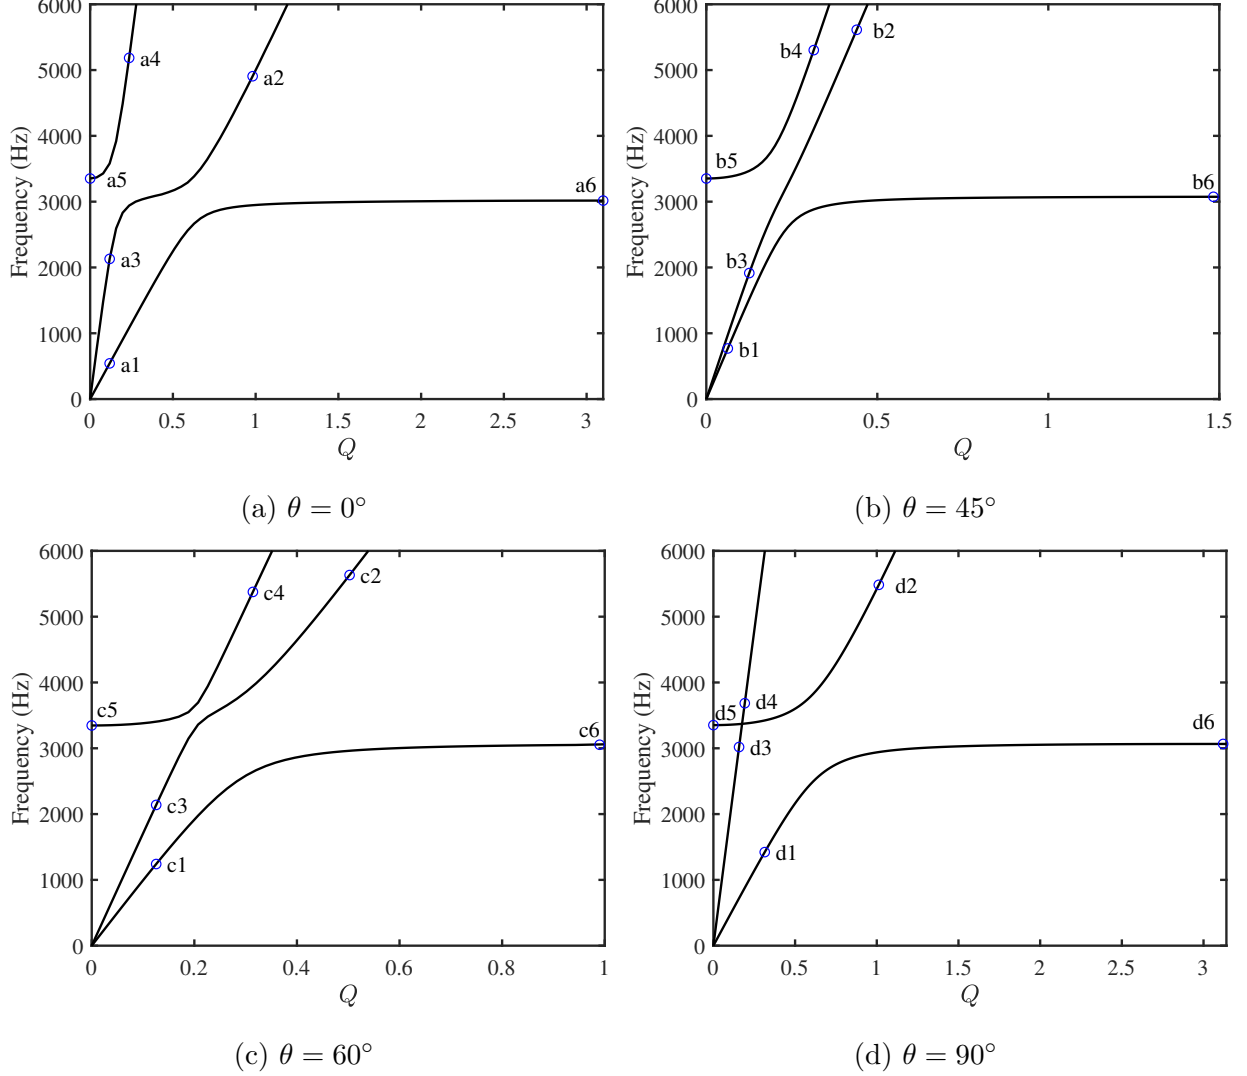 6000
5000
4000
3000
2000
1000
0
Frequency (Hz)
a4
a2
a5
a6
a3
a1
0 0.5 1 1.5 2 2.5 3
Q
(a) θ = 0°
6000
5000
4000
3000
2000
1000
0
Frequency (Hz)
b4
b2
b5
b6
b3
b1
0 0.5 1 1.5
Q
(b) θ = 45°
6000
5000
4000
3000
2000
1000
0
Frequency (Hz)
c4
c2
c5
c6
c3
c1
0 0.2 0.4 0.6 0.8 1
Q
(c) θ = 60°
6000
5000
4000
3000
2000
1000
0
Frequency (Hz)
d2
d5
d4
d6
d3
d1
0 0.5 1 1.5 2 2.5 3
Q
(d) θ = 90°